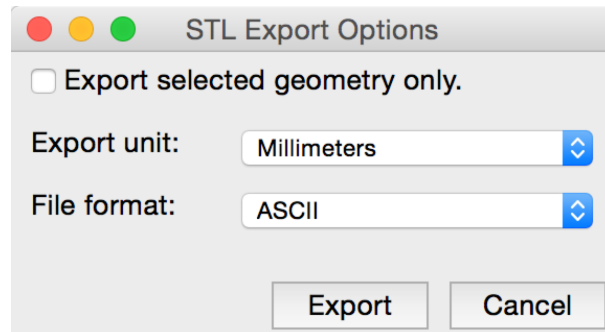 STL Export Options
Export selected geometry only.
Export unit: Millimeters
File format: ASCII
Export Cancel